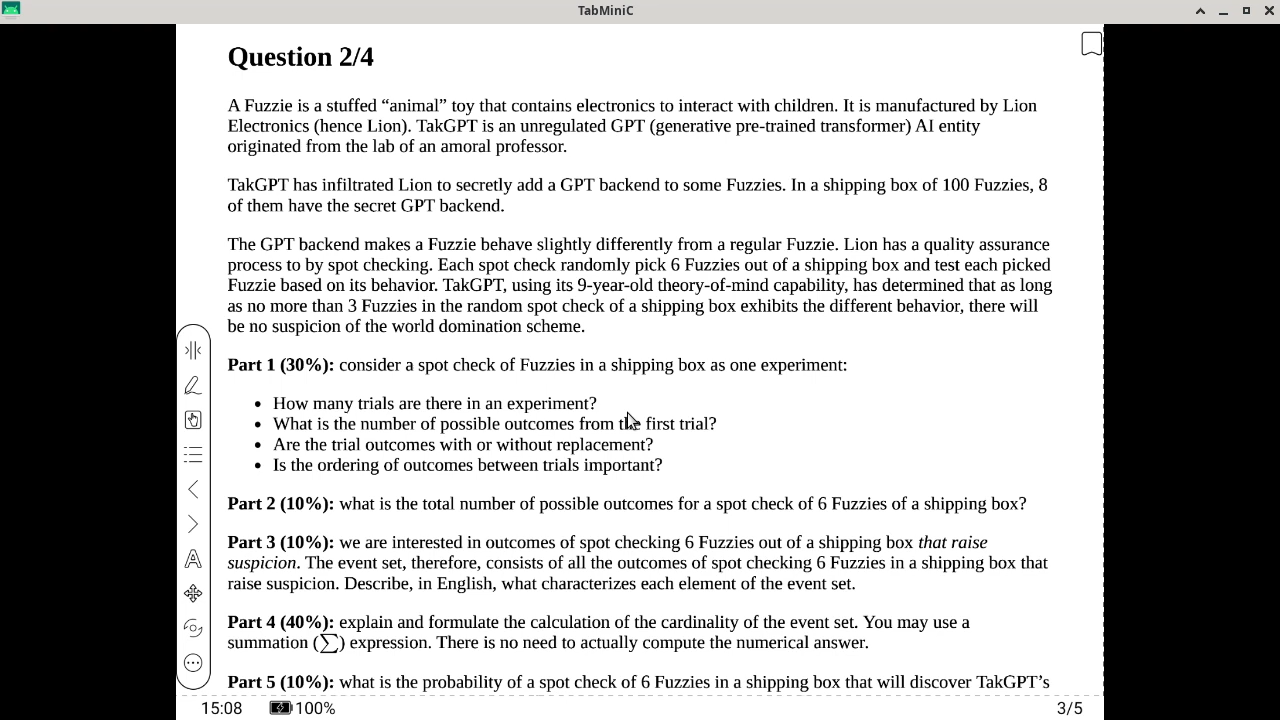 TabMiniC
Question 2/4
A Fuzzie is a stuffed “animal” toy that contains electronics to interact with children. It is manufactured by Lion
Electronics (hence Lion). TakGPT is an unregulated GPT (generative pre-trained transformer) AI entity
originated from the lab of an amoral professor.
TakGPT has infiltrated Lion to secretly add a GPT backend to some Fuzzies. In a shipping box of 100 Fuzzies, 8
of them have the secret GPT backend.
The GPT backend makes a Fuzzie behave slightly differently from a regular Fuzzie. Lion has a quality assurance
process to by spot checking. Each spot check randomly pick 6 Fuzzies out of a shipping box and test each picked
Fuzzie based on its behavior. TakGPT, using its 9-year-old theory-of-mind capability, has determined that as long
as no more than 3 Fuzzies in the random spot check of a shipping box exhibits the different behavior, there will
be no suspicion of the world domination scheme.
Part 1 (30%): consider a spot check of Fuzzies in a shipping box as one experiment:
• How many trials are there in an experiment?
• What is the number of possible outcomes from the first trial?
• Are the trial outcomes with or without replacement?
• Is the ordering of outcomes between trials important?
Part 2 (10%): what is the total number of possible outcomes for a spot check of 6 Fuzzies of a shipping box?
Part 3 (10%): we are interested in outcomes of spot checking 6 Fuzzies out of a shipping box that raise
suspicion. The event set, therefore, consists of all the outcomes of spot checking 6 Fuzzies in a shipping box that
raise suspicion. Describe, in English, what characterizes each element of the event set.
Part 4 (40%): explain and formulate the calculation of the cardinality of the event set. You may use a
summation (∑) expression. There is no need to actually compute the numerical answer.
Part 5 (10%): what is the probability of a spot check of 6 Fuzzies in a shipping box that will discover TakGPT’s
15:08 100% 3/5